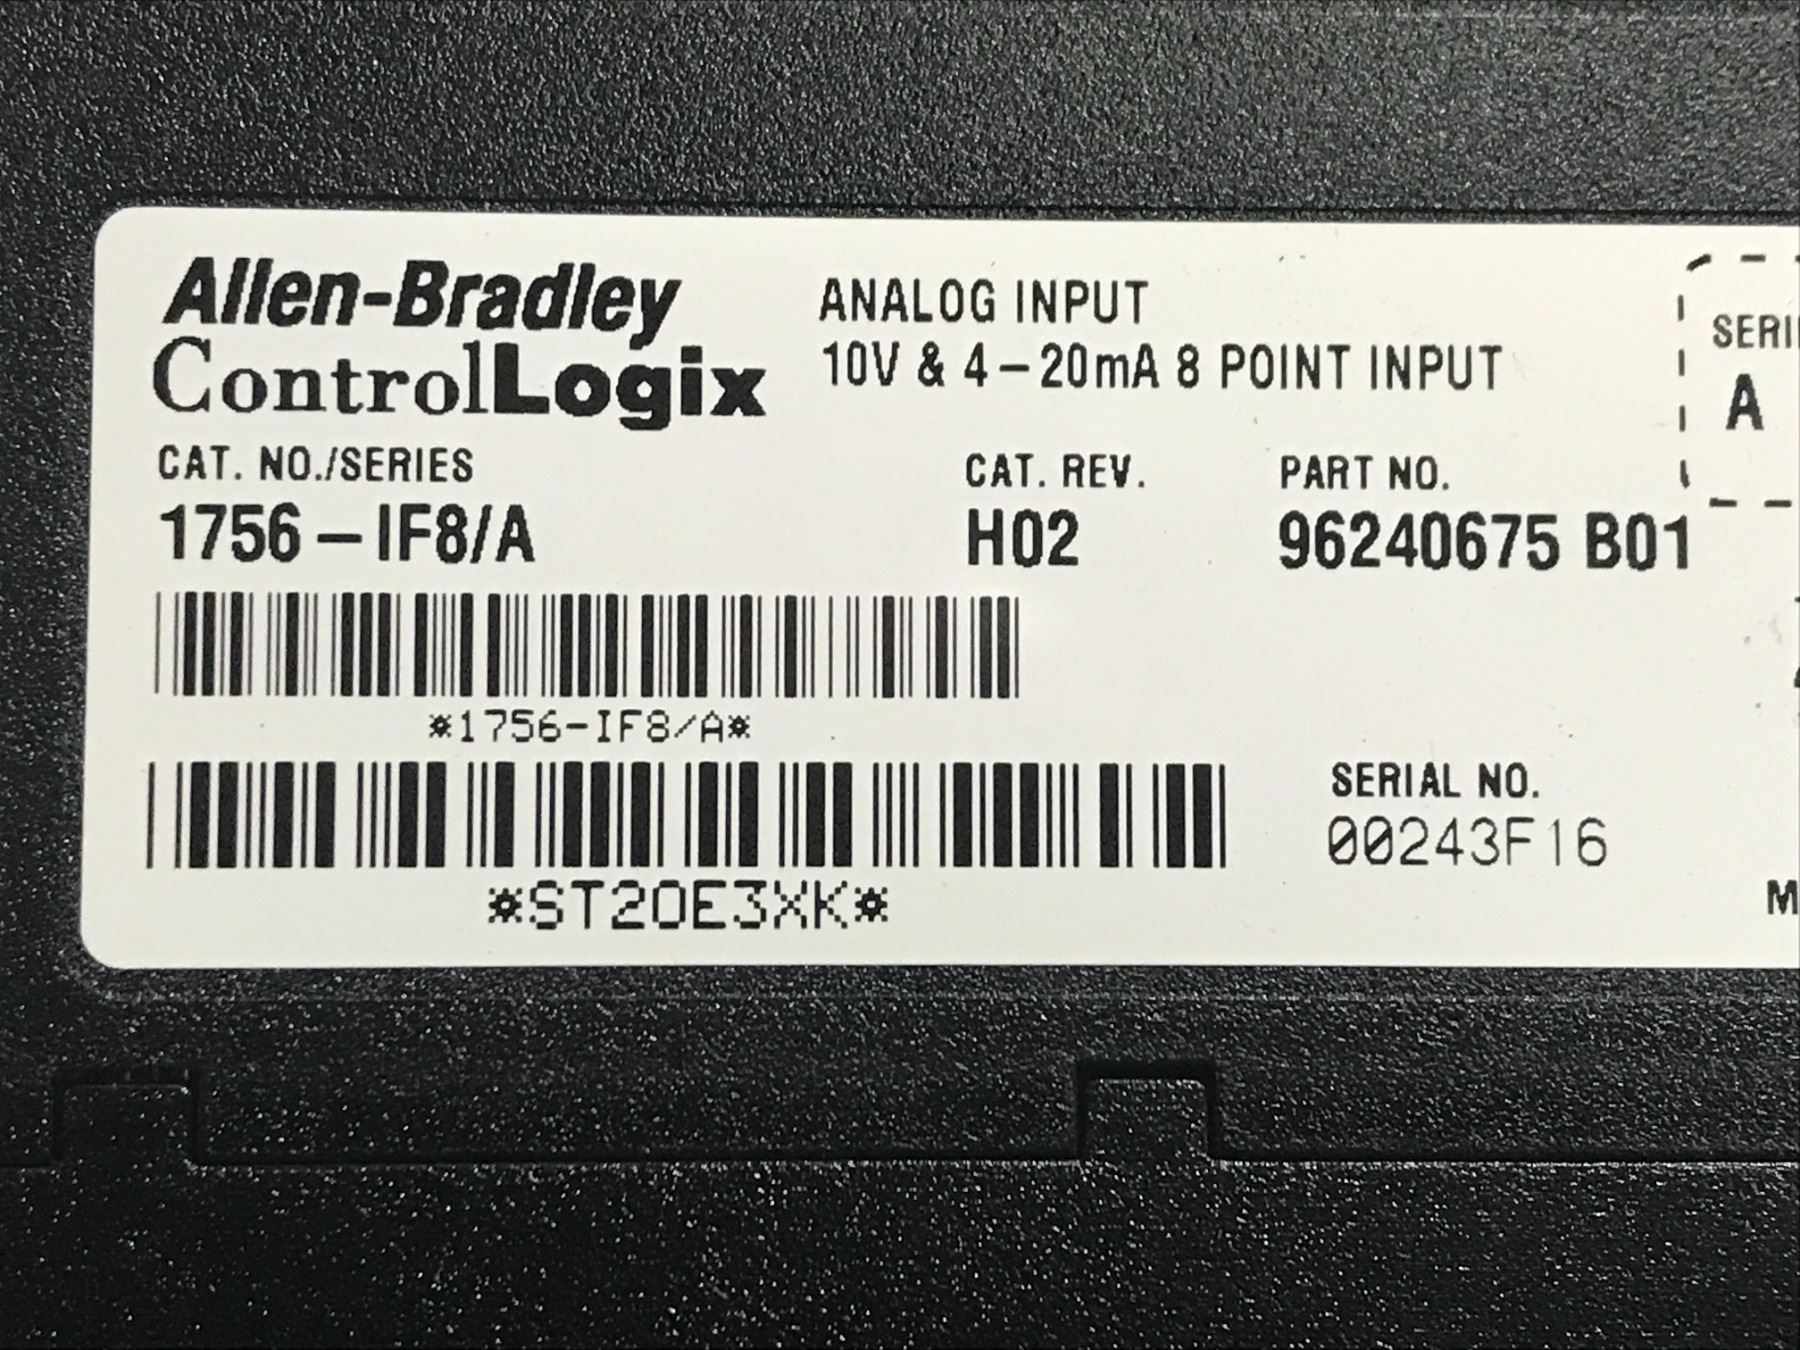 Allen-Bradley
ControlLogix
ANALOG INPUT
10V & 4-20mA 8 POINT INPUT
A
CAT. NO./SERIES
1756-IF8/A
CAT. REV.
H02
PART NO.
96240675 B01
*1756-IF8/A*
SERIAL NO.
00243F16
*ST20E3XK*